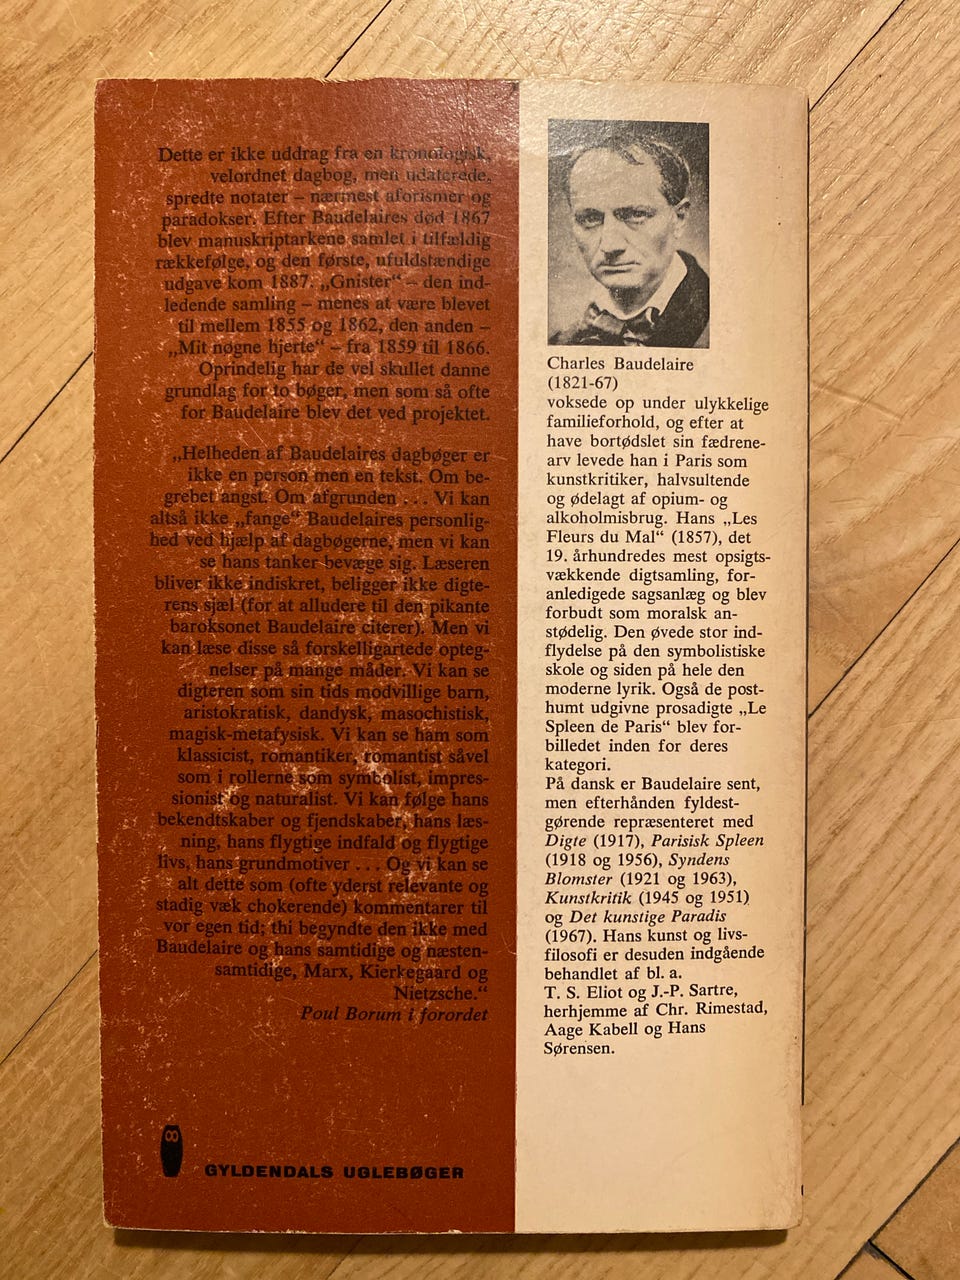 Dette er ikke uddrag fra en kronologisk,
velordnet dagbog, men udaterede,
spredte notater – nærmest aforismer og
paradokser. Efter Baudelaires død 1867
blev manuskriptarkene samlet i tilfældig
rækkefølge, og den første, ufuldstændige
udgave kom 1887. „Gnister“ – den ind-
ledende samling – menes at være blevet
til mellem 1855 og 1862, den anden –
„Mit nøgne hjerte“ – fra 1859 til 1866.
Oprindelig har de vel skullet danne
grundlag for to bøger, men som så ofte
for Baudelaire blev det ved projektet.
„Helheden af Baudelaires dagbøger er
ikke en person men en tekst. Om be-
grebet angst. Om afgrunden . . . Vi kan
altså ikke „fange“ Baudelaires personlig-
hed ved hjælp af dagbøgerne, men vi kan
se hans tanker bevæge sig. Læseren
bliver ikke indiskret, beligger ikke digte-
rens sjæl (for at alludere til den pikante
baroksonet Baudelaire citerer). Men vi
kan læse disse så forskelligartede opteg-
nelser på mange måder. Vi kan se
digteren som sin tids modvillige barn,
aristokratisk, dandysk, masochistisk,
magisk-metafysisk. Vi kan se ham som
klassicist, romantiker, romantist såvel
som i rollerne som symbolist, impres-
sionist og naturalist. Vi kan følge hans
bekendtskaber og fjendskaber, hans læs-
ning, hans flygtige indfald og flygtige
livs, hans grundmotiver . . . Og vi kan se
alt dette som (ofte yderst relevante og
stadig væk chokerende) kommentarer til
vor egen tid; thi begyndte den ikke med
Baudelaire og hans samtidige og næsten-
samtidige, Marx, Kierkegaard og
Nietzsche.“
Poul Borum i forordet
GYLDENDALS UGLEBØGER
Charles Baudelaire
(1821-67)
voksede op under ulykkelige
familieforhold, og efter at
have bortødslet sin fædrene-
arv levede han i Paris som
kunstkritiker, halvsultende
og ødelagt af opium- og
alkoholmisbrug. Hans „Les
Fleurs du Mal“ (1857), det
19. århundredes mest opsigts-
vækkende digtsamling, for-
anledigede sagsanlæg og blev
forbudt som moralsk an-
stødelig. Den øvede stor ind-
flydelse på den symbolistiske
skole og siden på hele den
moderne lyrik. Også de post-
humt udgivne prosadigte „Le
Spleen de Paris“ blev for-
billedet inden for deres
kategori.
På dansk er Baudelaire sent,
men efterhånden fyldest-
gørende repræsenteret med
Digte (1917), Parisisk Spleen
(1918 og 1956), Syndens
Blomster (1921 og 1963),
Kunstkritik (1945 og 1951)
og Det kunstige Paradis
(1967). Hans kunst og livs-
filosofi er desuden indgående
behandlet af bl. a.
T. S. Eliot og J.-P. Sartre,
herhjemme af Chr. Rimestad,
Aage Kabell og Hans
Sørensen.